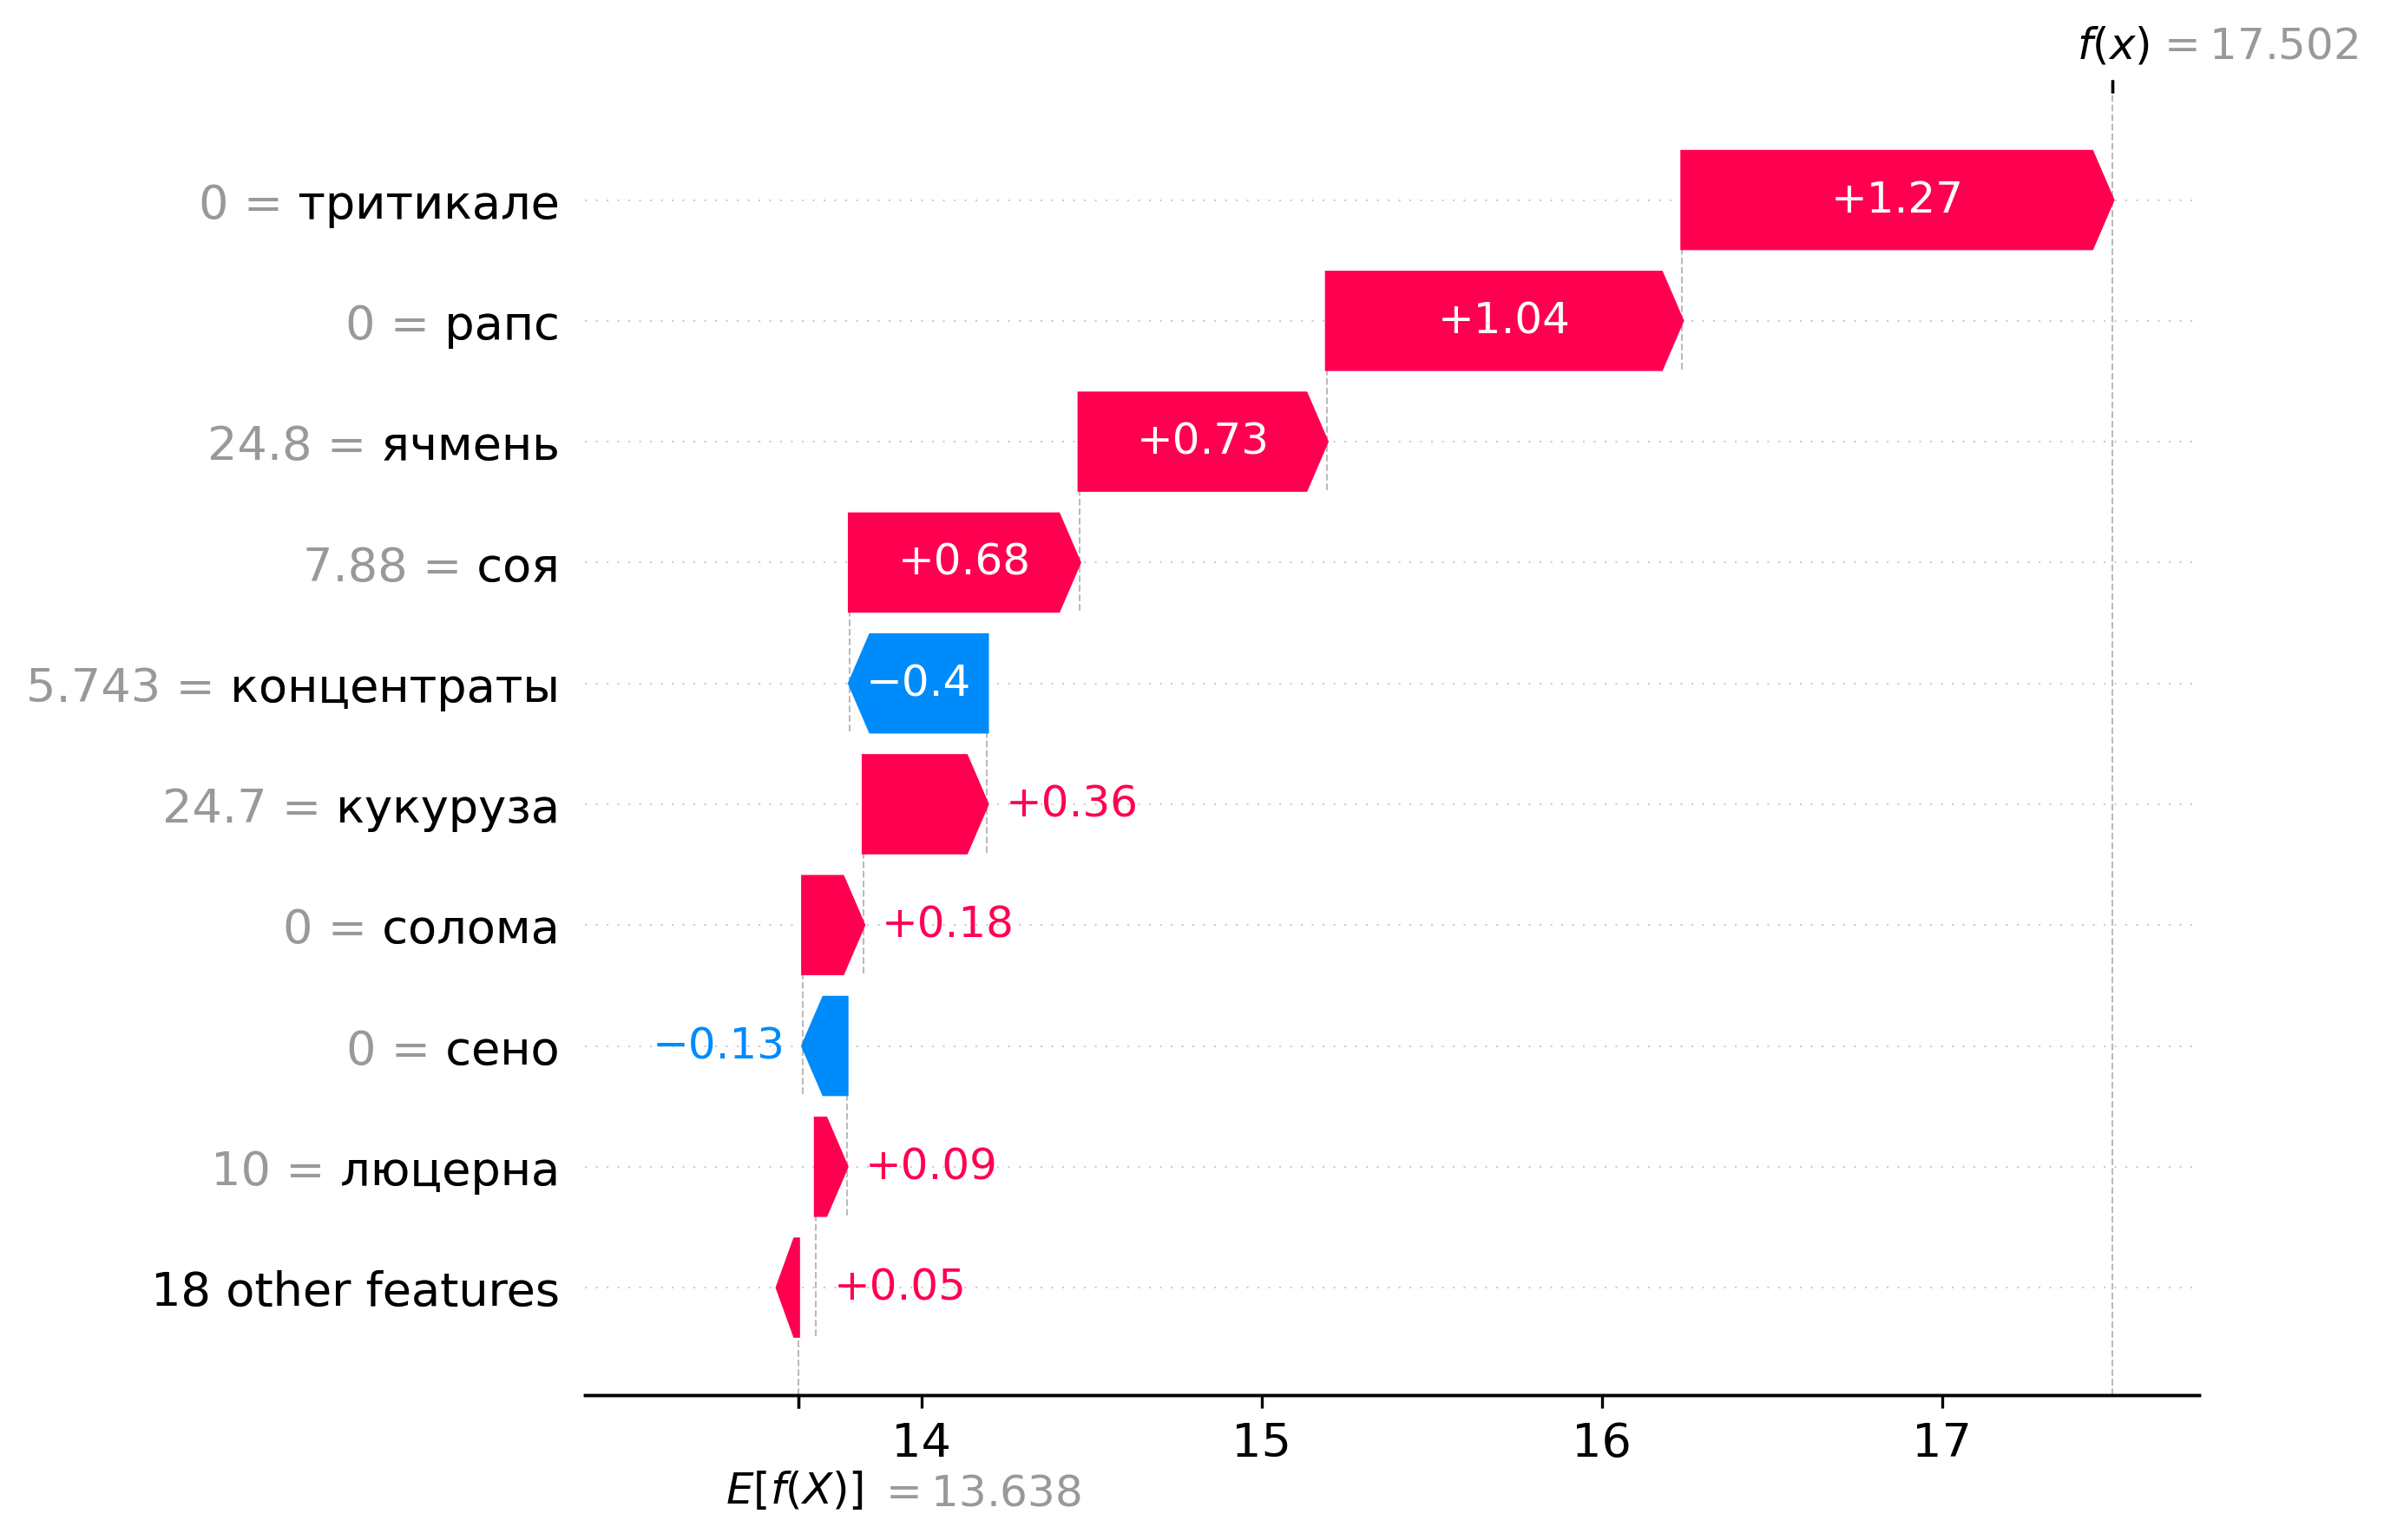 f(x) = 17.502
0 = тритикале
+1.27
0 = рапс
+1.04
24.8 = ячмень
+0.73
7.88 = соя
+0.68
5.743 = концентраты
−0.4
24.7 = кукуруза
+0.36
0 = солома
+0.18
0 = сено
−0.13
10 = люцерна
+0.09
18 other features
+0.05
14 15 16 17
E[f(X)] = 13.638